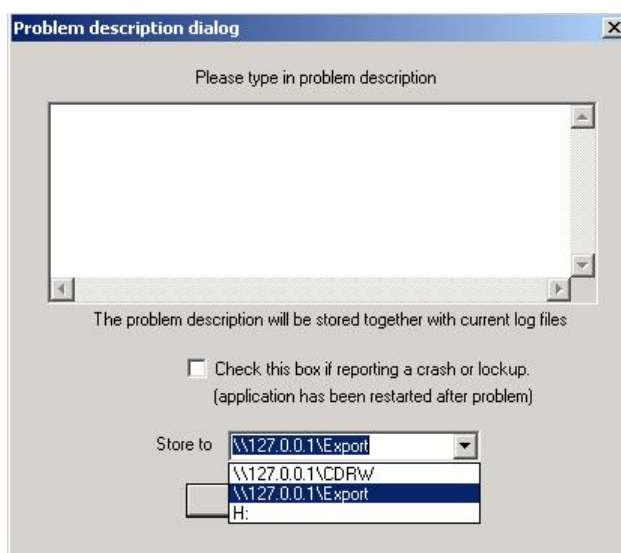 Problem description dialog
Please type in problem description
The problem description will be stored together with current log files
Check this box if reporting a crash or lockup.
(application has been restarted after problem)
Store to \\127.0.0.1\Export
\\127.0.0.1\CDRW
\\127.0.0.1\Export
H: